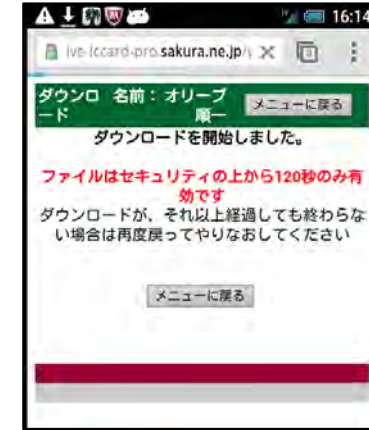 16:14
ive-iccard-pro.sakura.ne.jp/
ダウンロード 名前： オリーブ 順一 メニューに戻る
ダウンロードを開始しました。
ファイルはセキュリティの上から120秒のみ有
効です
ダウンロードが、それ以上経過しても終わらな
い場合は再度戻ってやりなおしてください
メニューに戻る